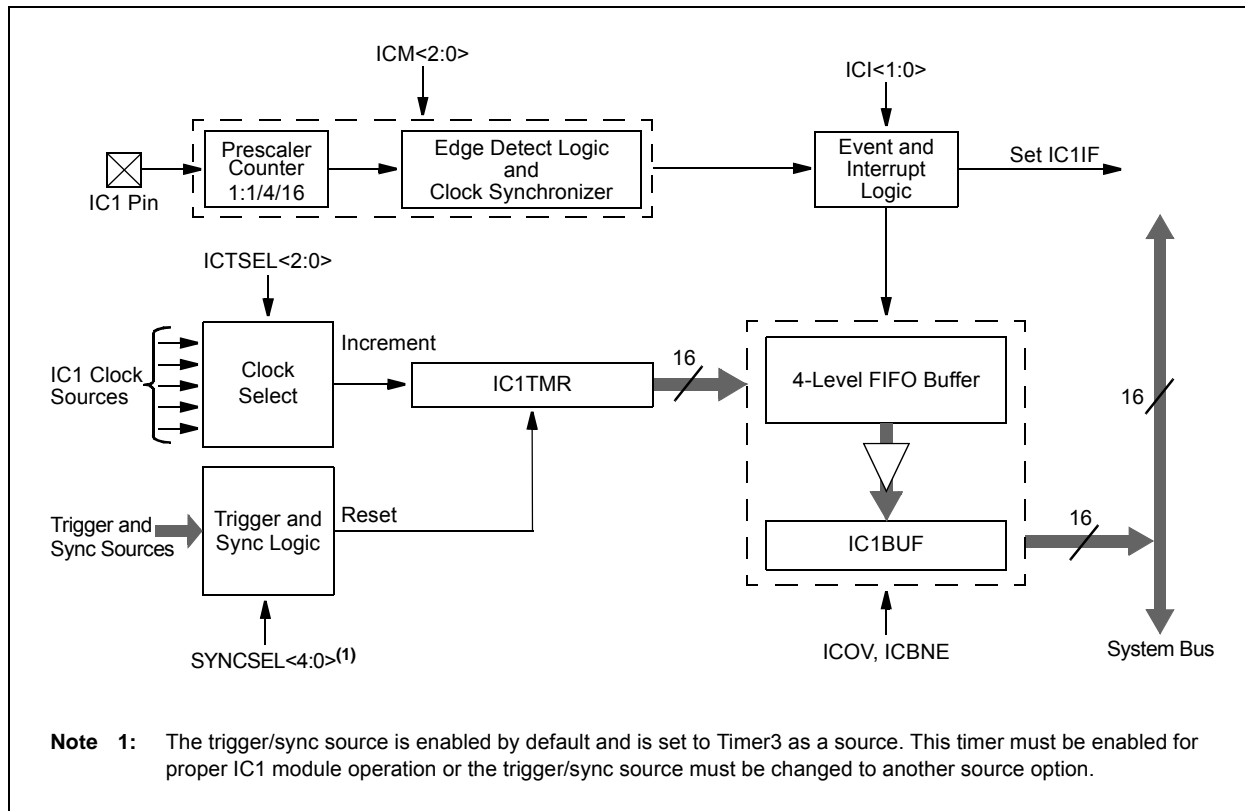 ICM<2:0>
ICI<1:0>
Prescaler
Counter
1:1/4/16
Edge Detect Logic
and
Clock Synchronizer
Event and
Interrupt
Logic
Set IC1IF
IC1 Pin
ICTSEL<2:0>
IC1 Clock
Sources
Clock
Select
Increment
IC1TMR
16
4-Level FIFO Buffer
16
Trigger and
Sync Sources
Trigger and
Sync Logic
Reset
IC1BUF
16
SYNCSEL<4:0>(1)
ICOV, ICBNE
System Bus
Note 1: The trigger/sync source is enabled by default and is set to Timer3 as a source. This timer must be enabled for
proper IC1 module operation or the trigger/sync source must be changed to another source option.